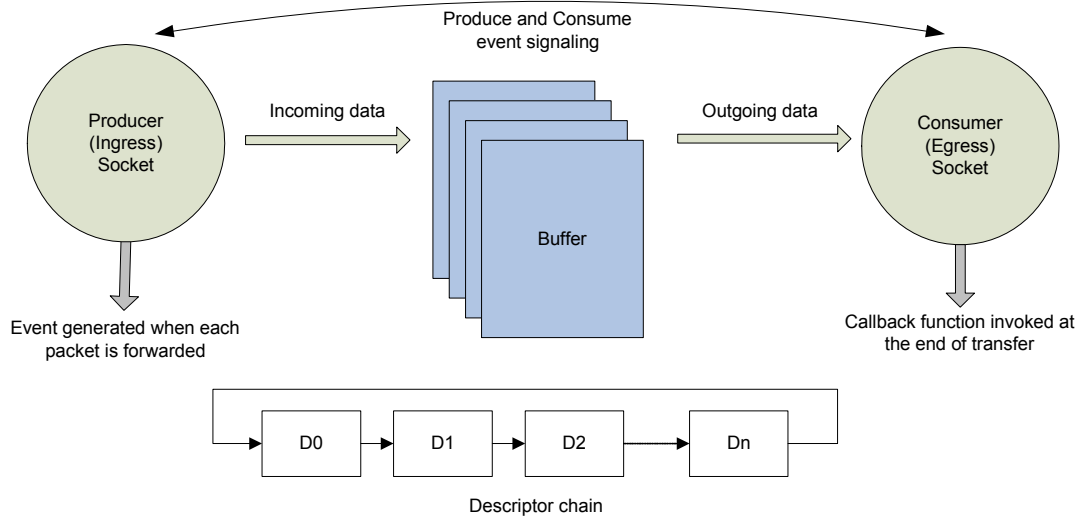 Produce and Consume
event signaling
Producer
(Ingress)
Socket
Incoming data
Outgoing data
Consumer
(Egress)
Socket
Buffer
Event generated when each
packet is forwarded
Callback function invoked at
the end of transfer
D0
D1
D2
Dn
Descriptor chain